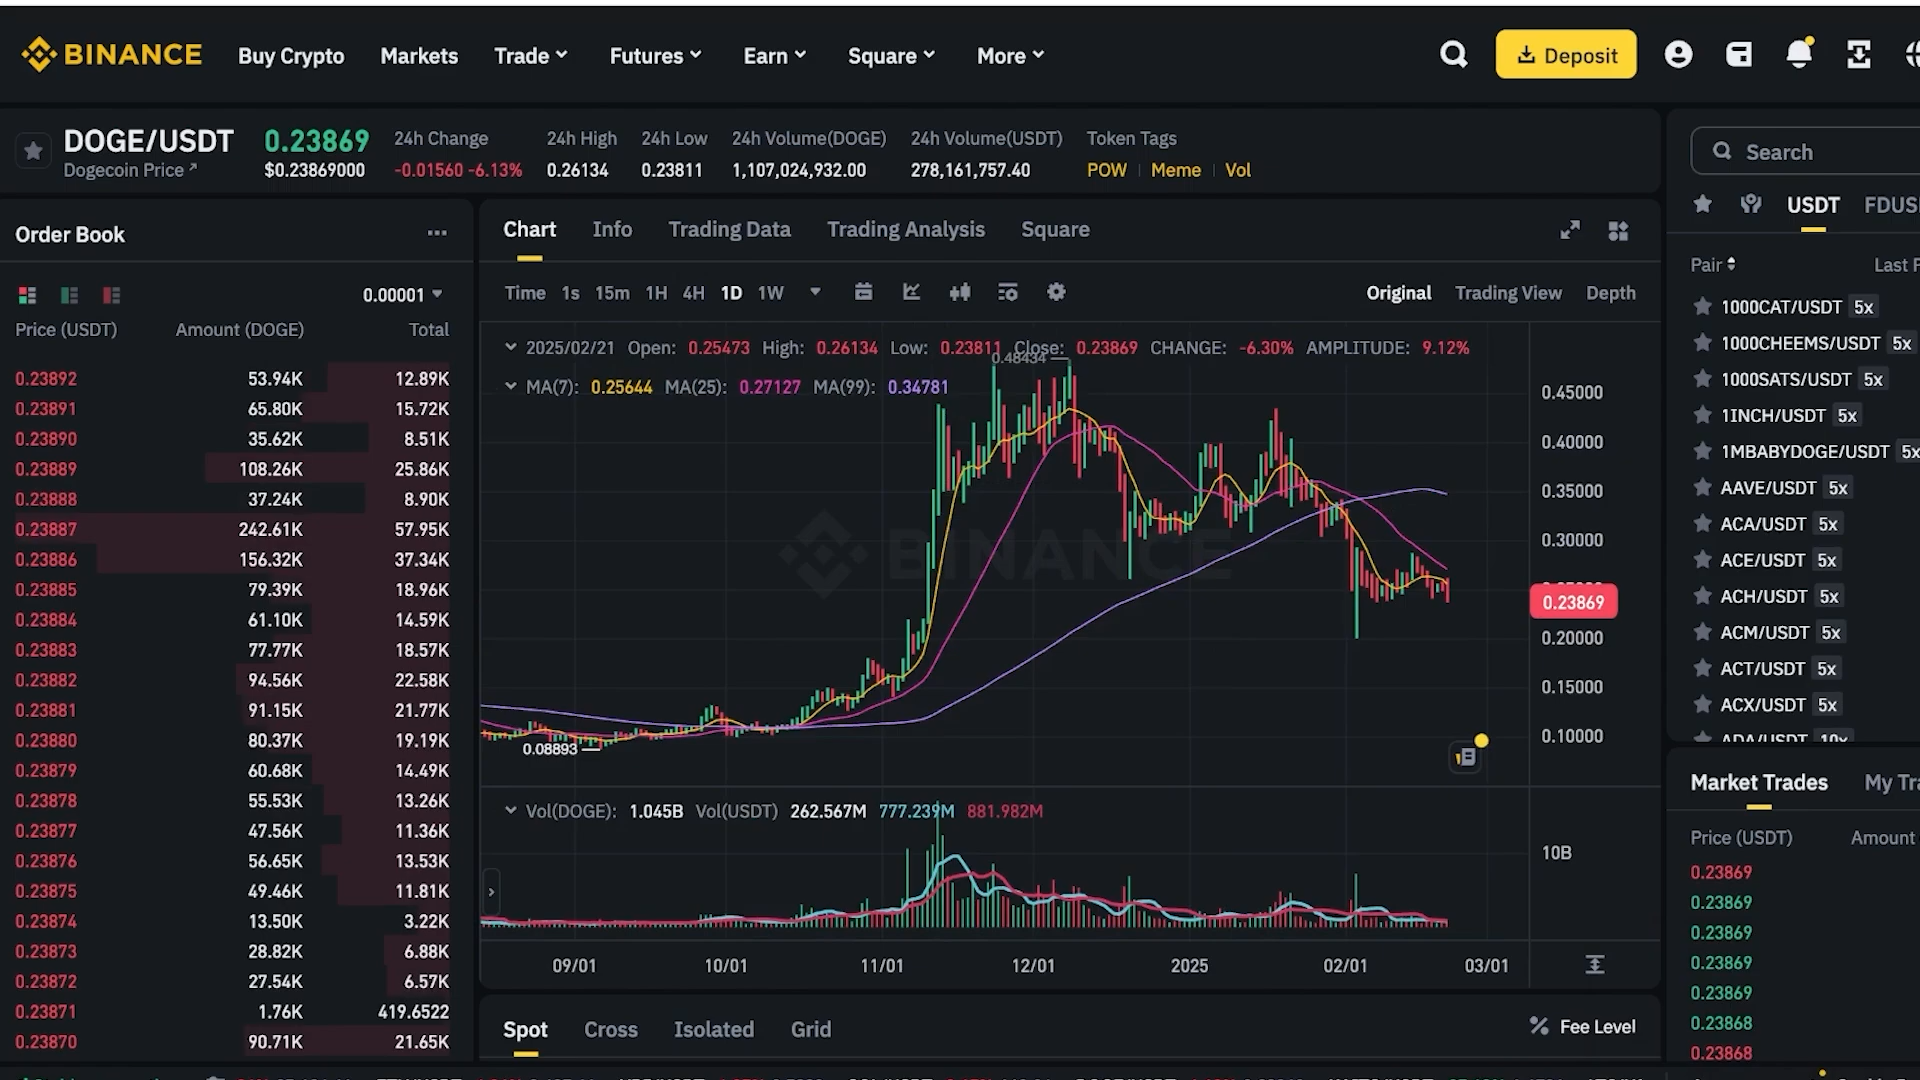 BINANCE Buy Crypto Markets Trade Futures Earn Square More Deposit
DOGE/USDT 0.23869 24h Change 24h High 24h Low 24h Volume(DOGE) 24h Volume(USDT) Token Tags
Dogecoin Price $0.23869000 -0.01560 -6.13% 0.26134 0.23811 1,107,024,932.00 278,161,757.40 POW Meme Vol
Order Book
0.00001
Price (USDT) Amount (DOGE) Total
0.23892 53.94K 12.89K
0.23891 65.80K 15.72K
0.23890 35.62K 8.51K
0.23889 108.26K 25.86K
0.23888 37.24K 8.90K
0.23887 242.61K 57.95K
0.23886 156.32K 37.34K
0.23885 79.39K 18.96K
0.23884 61.10K 14.59K
0.23883 77.77K 18.57K
0.23882 94.56K 22.58K
0.23881 91.15K 21.77K
0.23880 80.37K 19.19K
0.23879 60.68K 14.49K
0.23878 55.53K 13.26K
0.23877 47.56K 11.36K
0.23876 56.65K 13.53K
0.23875 49.46K 11.81K
0.23874 13.50K 3.22K
0.23873 28.82K 6.88K
0.23872 27.54K 6.57K
0.23871 1.76K 419.6522
0.23870 90.71K 21.65K
Chart Info Trading Data Trading Analysis Square
Time 1s 15m 1H 4H 1D 1W Original Trading View Depth
2025/02/21 Open: 0.25473 High: 0.26134 Low: 0.23811 Close: 0.23869 CHANGE: -6.30% AMPLITUDE: 9.12%
0.48434
MA(7): 0.25644 MA(25): 0.27127 MA(99): 0.34781
0.45000
0.40000
0.35000
0.30000
BINANCE
0.23869
0.20000
0.15000
0.10000
0.08893
Vol(DOGE): 1.045B Vol(USDT) 262.567M 777.239M 881.982M
10B
09/01 10/01 11/01 12/01 2025 02/01 03/01
Spot Cross Isolated Grid Fee Level
Search
USDT FDUS
Pair Last
1000CAT/USDT 5x
1000CHEEMS/USDT 5x
1000SATS/USDT 5x
1INCH/USDT 5x
1MBABYDOGE/USDT 5x
AAVE/USDT 5x
ACA/USDT 5x
ACE/USDT 5x
ACH/USDT 5x
ACM/USDT 5x
ACT/USDT 5x
ACX/USDT 5x
ADA/USDT 10x
Market Trades My
Price (USDT) Amount
0.23869
0.23869
0.23869
0.23869
0.23869
0.23868
0.23868